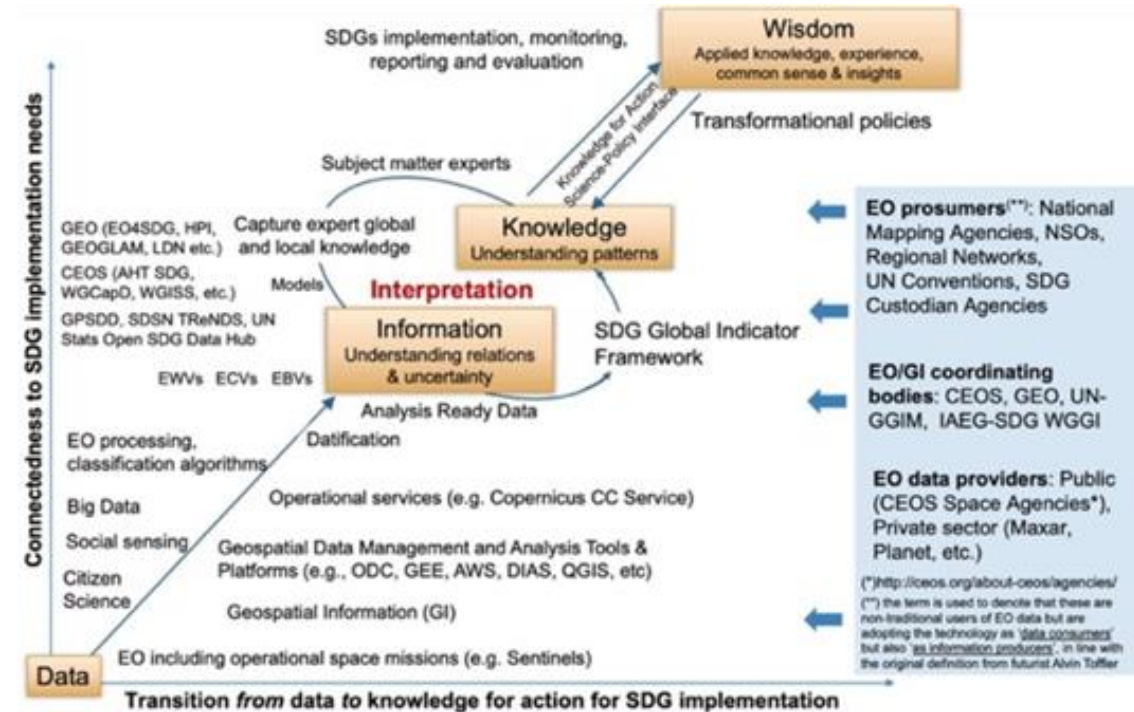 Wisdom
Applied knowledge, experience,
common sense & insights
SDGs implementation, monitoring,
reporting and evaluation
Knowledge for Action
Science-Policy Interface
Transformational policies
Subject matter experts
Knowledge
Understanding patterns
Capture expert global
and local knowledge
GEO (EO4SDG, HPI,
GEOGLAM, LDN etc.)
CEOS (AHT SDG,
WGCapD, WGISS, etc.)
GPSDD, SDSN TReNDS, UN
Stats Open SDG Data Hub
Models
Interpretation
Information
Understanding relations
& uncertainty
SDG Global Indicator
Framework
EWVs ECVs EBVs
Analysis Ready Data
Datification
EO processing,
classification algorithms
Big Data
Social sensing
Citizen
Science
Operational services (e.g. Copernicus CC Service)
Geospatial Data Management and Analysis Tools &
Platforms (e.g., ODC, GEE, AWS, DIAS, QGIS, etc)
Geospatial Information (GI)
EO including operational space missions (e.g. Sentinels)
Data
Connectedness to SDG implementation needs
Transition from data to knowledge for action for SDG implementation
EO prosumers(**): National
Mapping Agencies, NSOs,
Regional Networks,
UN Conventions, SDG
Custodian Agencies
EO/GI coordinating
bodies: CEOS, GEO, UN-
GGIM, IAEG-SDG WGGI
EO data providers: Public
(CEOS Space Agencies*),
Private sector (Maxar,
Planet, etc.)
(*)http://ceos.org/about-ceos/agencies/
(**) the term is used to denote that these are
non-traditional users of EO data but are
adopting the technology as 'data consumers'
but also 'as information producers', in line with
the original definition from futurist Alvin Toffler